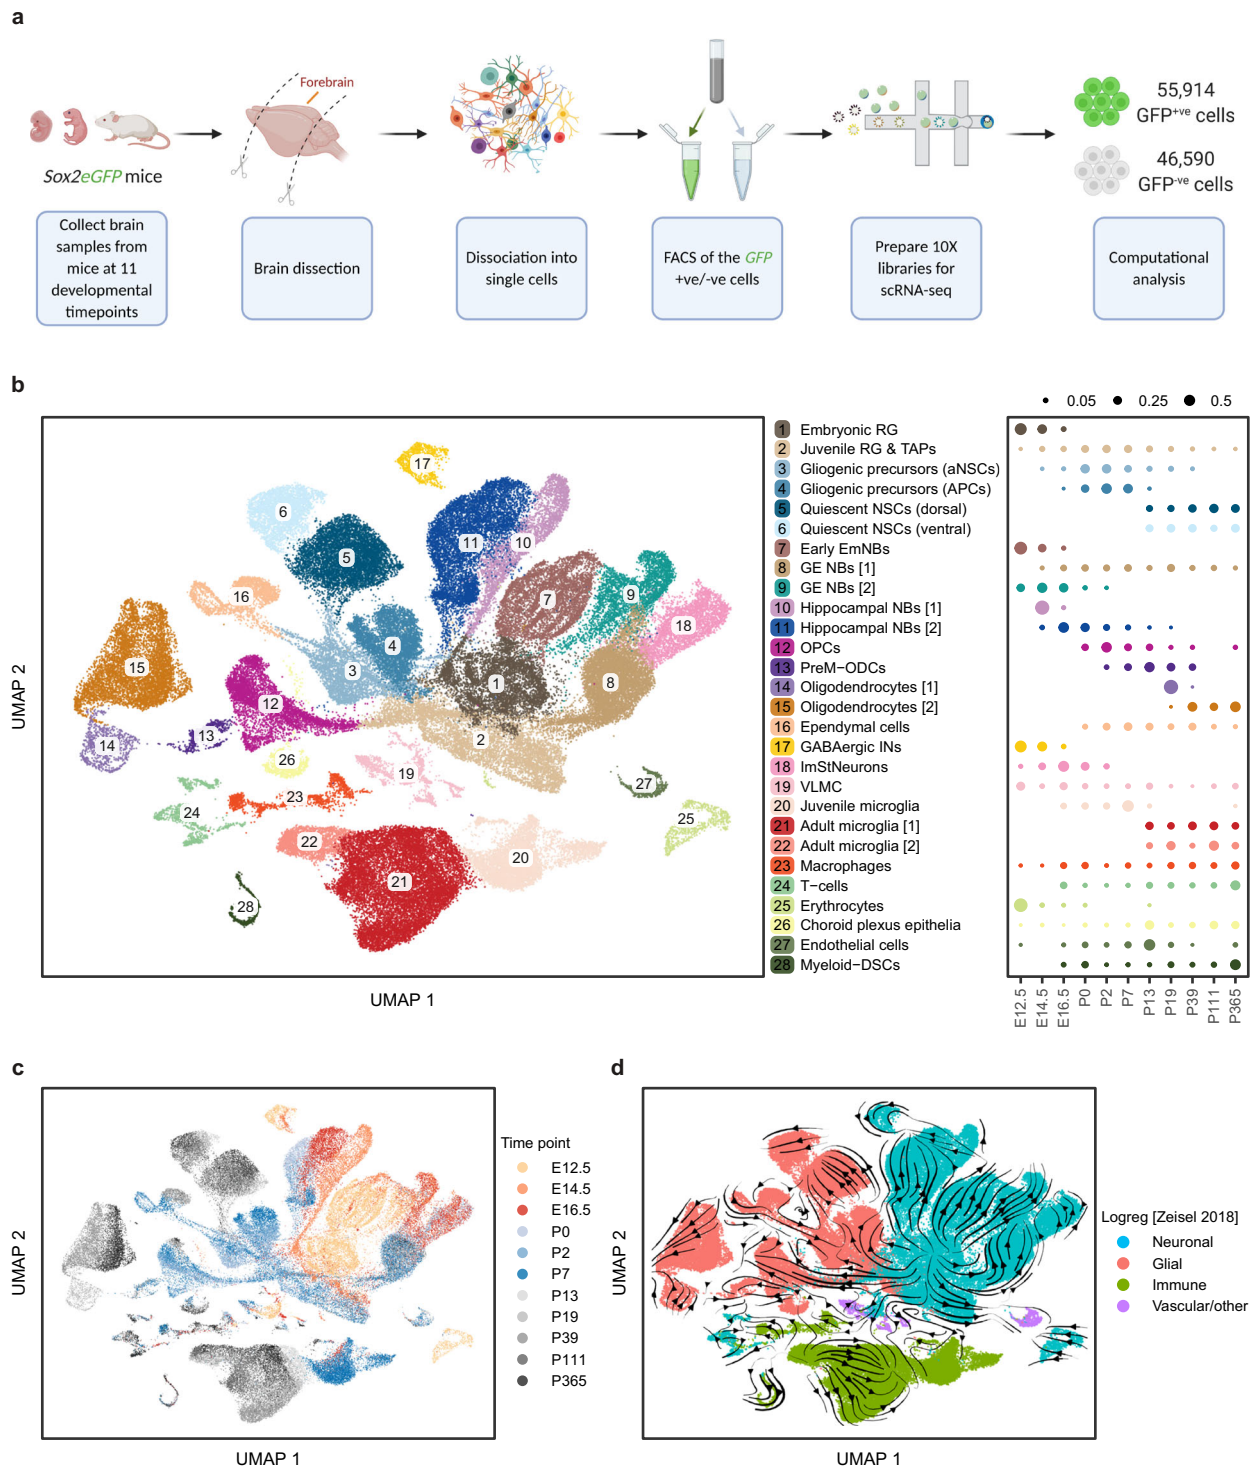 a
Forebrain
Sox2eGFP mice
55,914
GFP+ve cells
46,590
GFP-ve cells
Collect brain
samples from
mice at 11
developmental
timepoints
Brain dissection
Dissociation into
single cells
FACS of the GFP
+ve/-ve cells
Prepare 10X
libraries for
scRNA-seq
Computational
analysis
b
17
6
5
11
10
16
7
9
18
4
3
15
1
8
12
2
14
13
26
19
27
23
24
25
22
20
21
28
UMAP 2
UMAP 1
0.05 0.25 0.5
1 Embryonic RG
2 Juvenile RG & TAPs
3 Gliogenic precursors (aNSCs)
4 Gliogenic precursors (APCs)
5 Quiescent NSCs (dorsal)
6 Quiescent NSCs (ventral)
7 Early EmNBs
8 GE NBs [1]
9 GE NBs [2]
10 Hippocampal NBs [1]
11 Hippocampal NBs [2]
12 OPCs
13 PreM−ODCs
14 Oligodendrocytes [1]
15 Oligodendrocytes [2]
16 Ependymal cells
17 GABAergic INs
18 ImStNeurons
19 VLMC
20 Juvenile microglia
21 Adult microglia [1]
22 Adult microglia [2]
23 Macrophages
24 T−cells
25 Erythrocytes
26 Choroid plexus epithelia
27 Endothelial cells
28 Myeloid−DSCs
E12.5
E14.5
E16.5
P0
P2
P7
P13
P19
P39
P111
P365
c
UMAP 2
UMAP 1
Time point
E12.5
E14.5
E16.5
P0
P2
P7
P13
P19
P39
P111
P365
d
UMAP 2
UMAP 1
Logreg [Zeisel 2018]
Neuronal
Glial
Immune
Vascular/other